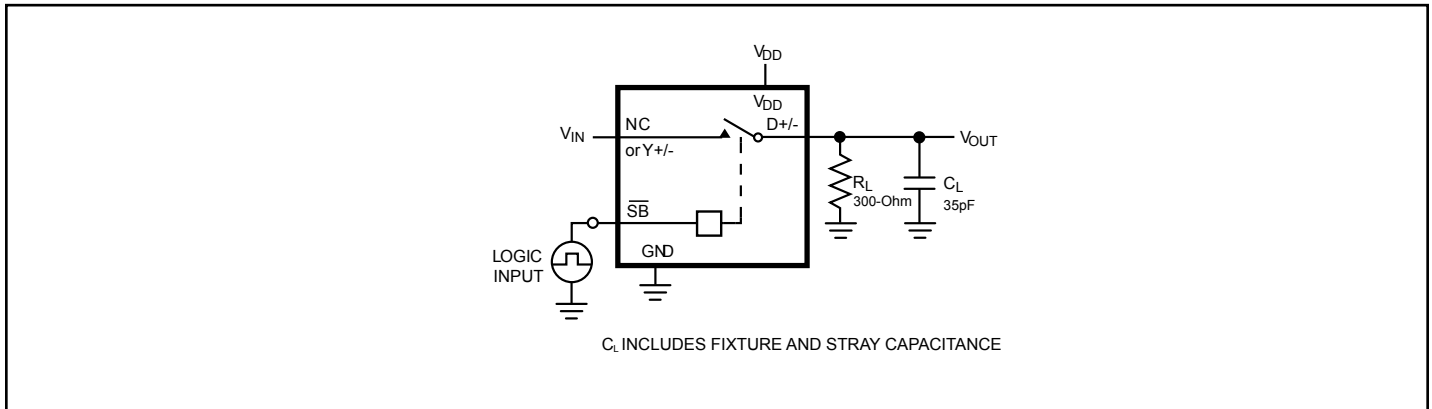 VDD
VDD
VIN
NC
D+/-
VOUT
or Y+/-
RL
300-Ohm
CL
35pF
SB
GND
LOGIC
INPUT
CL INCLUDES FIXTURE AND STRAY CAPACITANCE